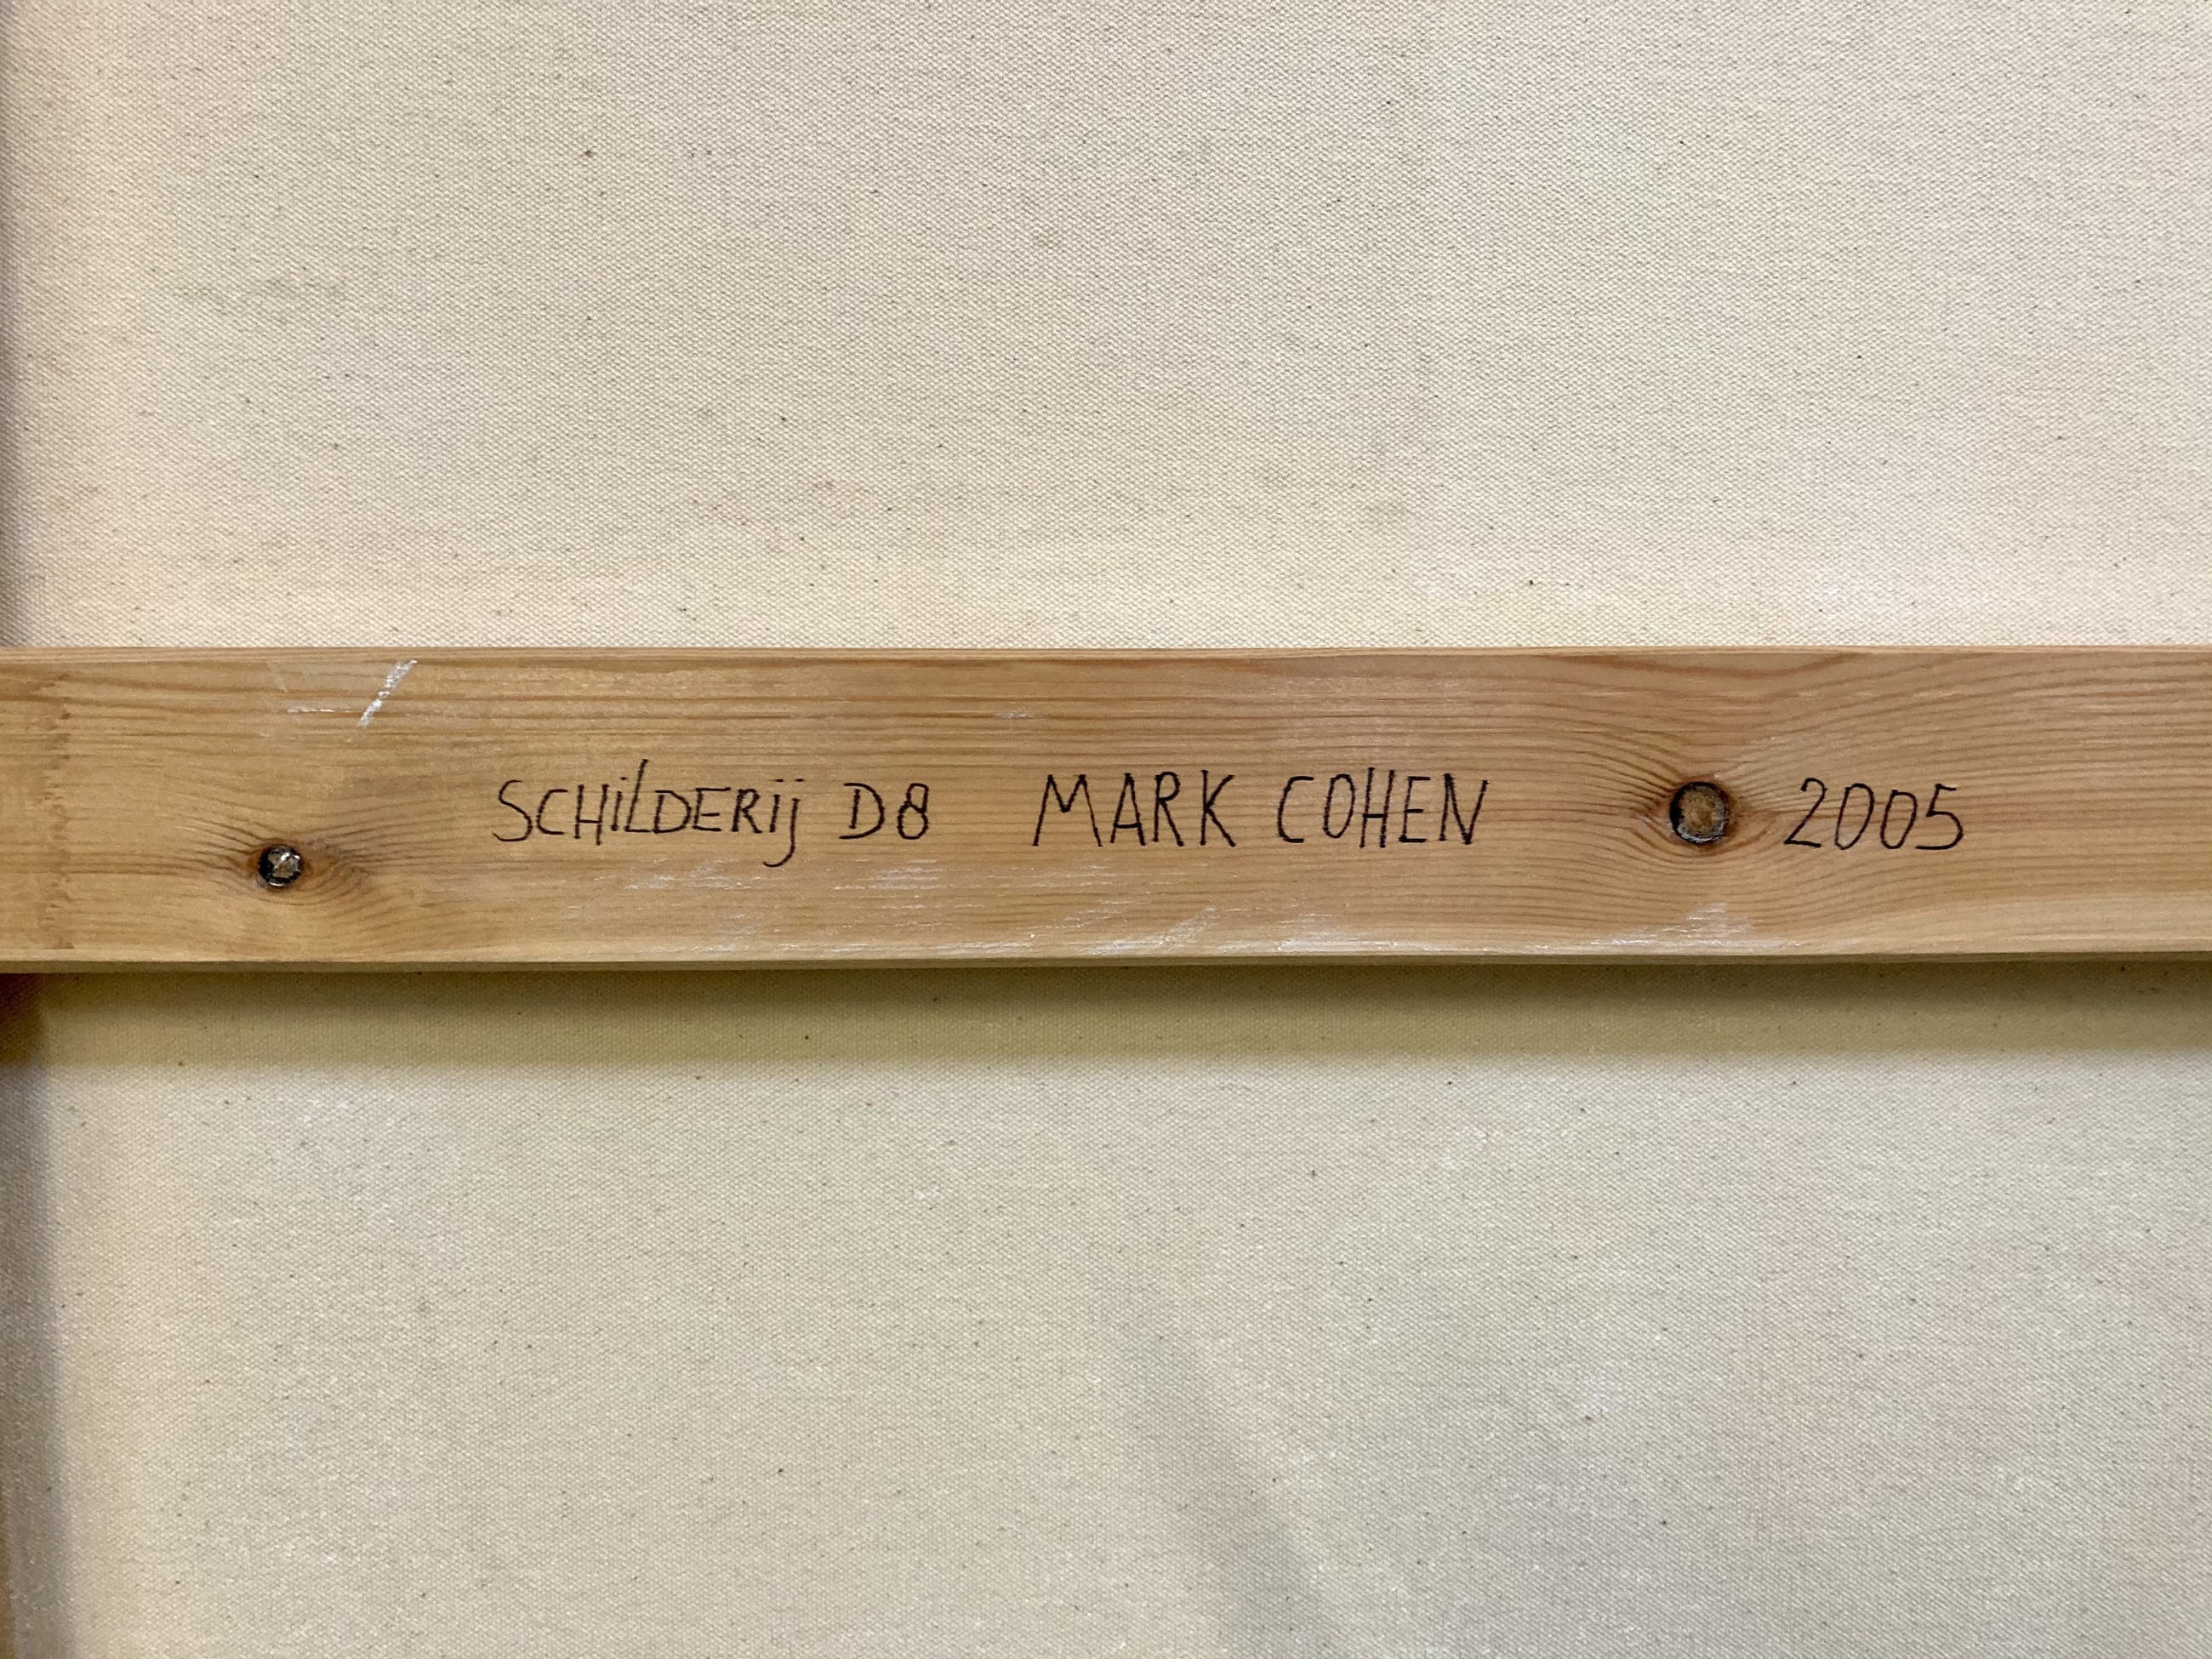 SCHilDERij D8 MARK COHEN 2005